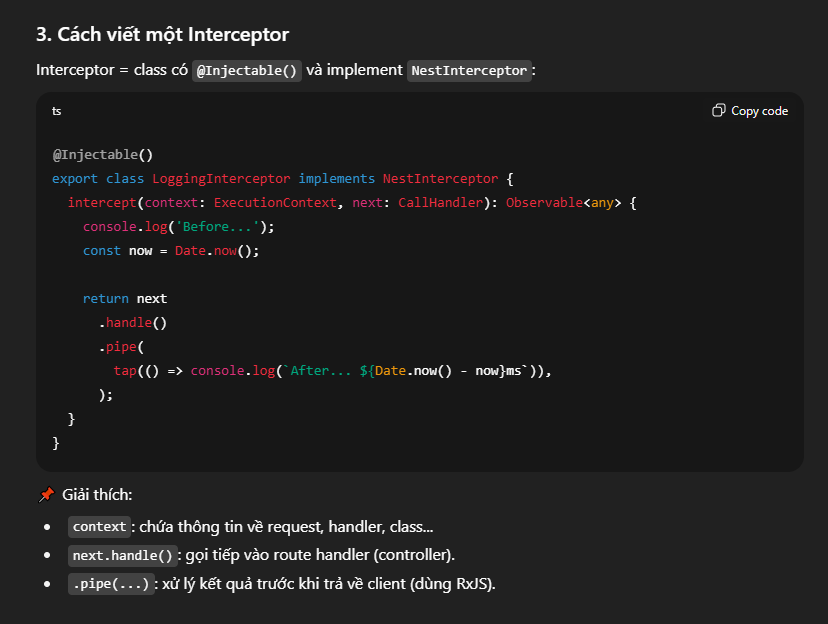 3. Cách viết một Interceptor
Interceptor = class có @Injectable() và implement NestInterceptor:
ts
Copy code
@Injectable()
export class LoggingInterceptor implements NestInterceptor {
  intercept(context: ExecutionContext, next: CallHandler): Observable<any> {
    console.log('Before...');
    const now = Date.now();
    return next
      .handle()
      .pipe(
        tap(() => console.log(`After... ${Date.now() - now}ms`)),
      );
  }
}
📌 Giải thích:
• context: chứa thông tin về request, handler, class...
• next.handle(): gọi tiếp vào route handler (controller).
• .pipe(...): xử lý kết quả trước khi trả về client (dùng RxJS).